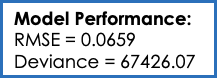 Model Performance:
RMSE = 0.0659
Deviance = 67426.07